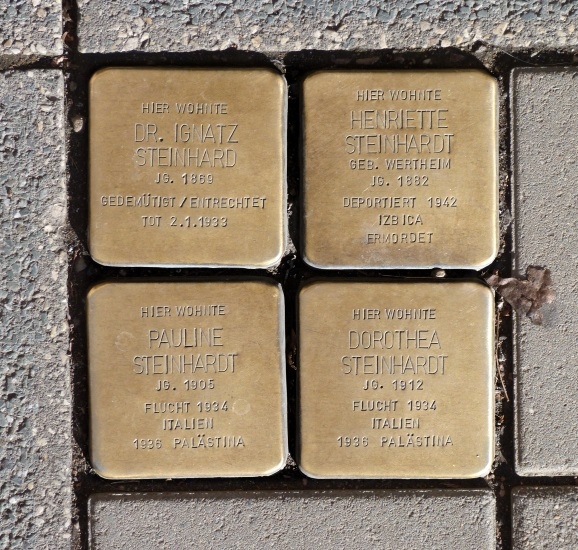 HIER WOHNTE
DR. IGNATZ
STEINHARD
JG. 1869
GEDEMÜTIGT / ENTRECHTET
TOT 2.1.1933
HIER WOHNTE
HENRIETTE
STEINHARDT
GEB. WERTHEIM
JG. 1882
DEPORTIERT 1942
IZBICA
ERMORDET
HIER WOHNTE
PAULINE
STEINHARDT
JG. 1905
FLUCHT 1934
ITALIEN
1936 PALÄSTINA
HIER WOHNTE
DOROTHEA
STEINHARDT
JG. 1912
FLUCHT 1934
ITALIEN
1936 PALÄSTINA